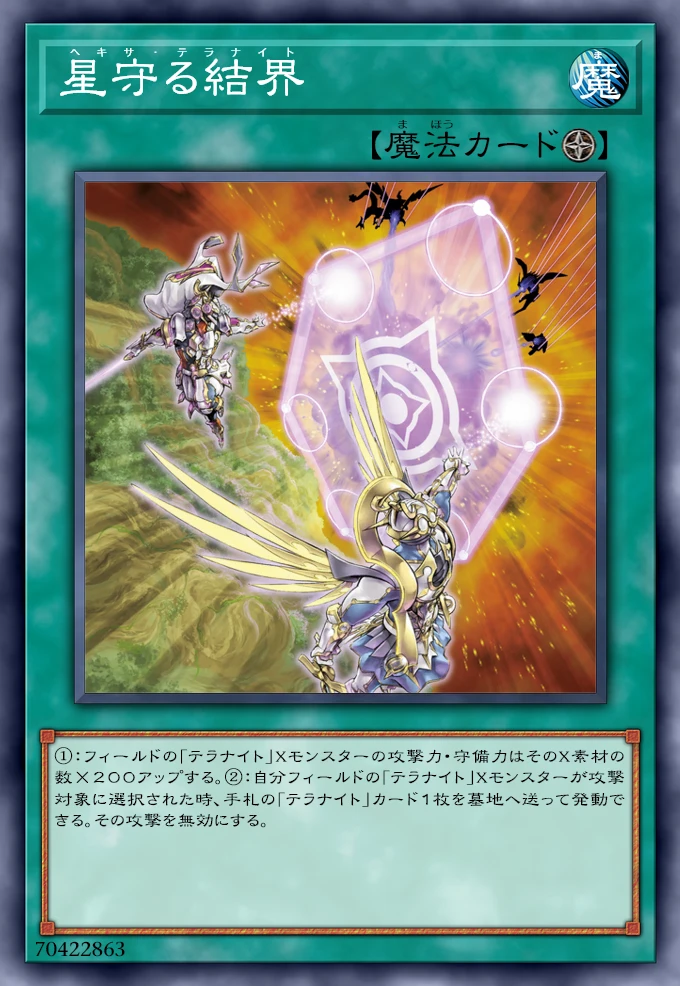 ヘキサ・テラナイト
星守る結界
ま
魔
ま ほう
【魔法カード】
①：フィールドの「テラナイト」Xモンスターの攻撃力・守備力はそのX素材の
数×200アップする。②：自分フィールドの「テラナイト」Xモンスターが攻撃
対象に選択された時、手札の「テラナイト」カード1枚を墓地へ送って発動で
きる。その攻撃を無効にする。
70422863